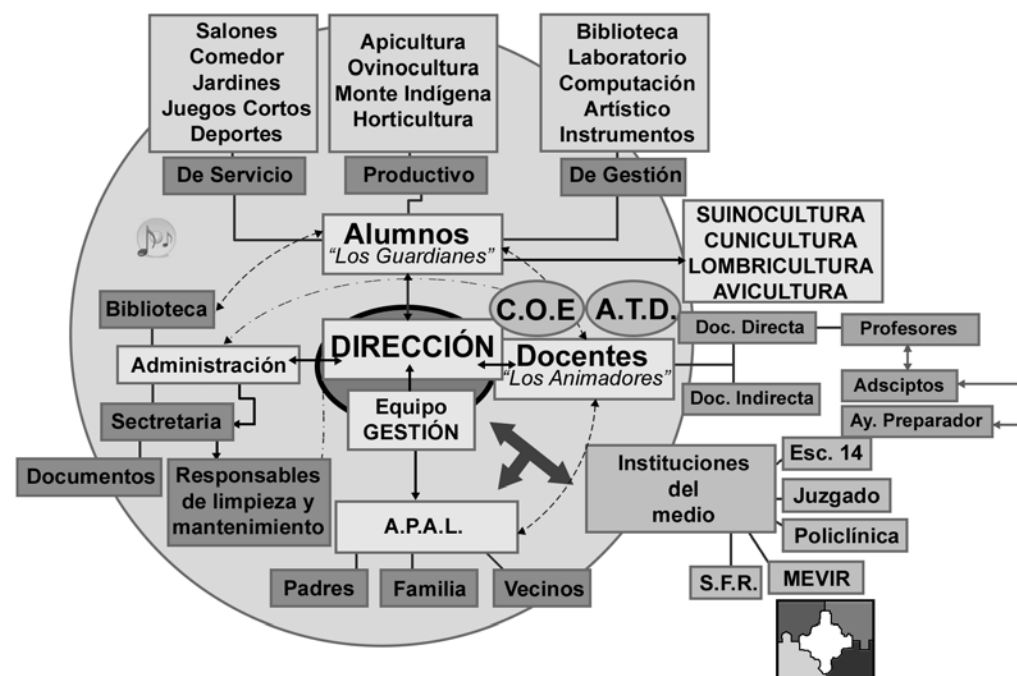 Salones
Comedor
Jardines
Juegos Cortos
Deportes
Apicultura
Ovinocultura
Monte Indígena
Horticultura
Biblioteca
Laboratorio
Computación
Artístico
Instrumentos
De Servicio
Productivo
De Gestión
Alumnos
“Los Guardianes”
SUINOCULTURA
CUNICULTURA
LOMBRICULTURA
AVICULTURA
Biblioteca
C.O.E
A.T.D.
Doc. Directa
Profesores
Administración
DIRECCIÓN
Docentes
“Los Animadores”
Adsciptos
Doc. Indirecta
Ay. Preparador
Equipo
GESTIÓN
Sectretaria
Documentos
Responsables
de limpieza y
mantenimiento
Instituciones
del
medio
Esc. 14
Juzgado
Policlínica
A.P.A.L.
Padres
Familia
Vecinos
S.F.R.
MEVIR